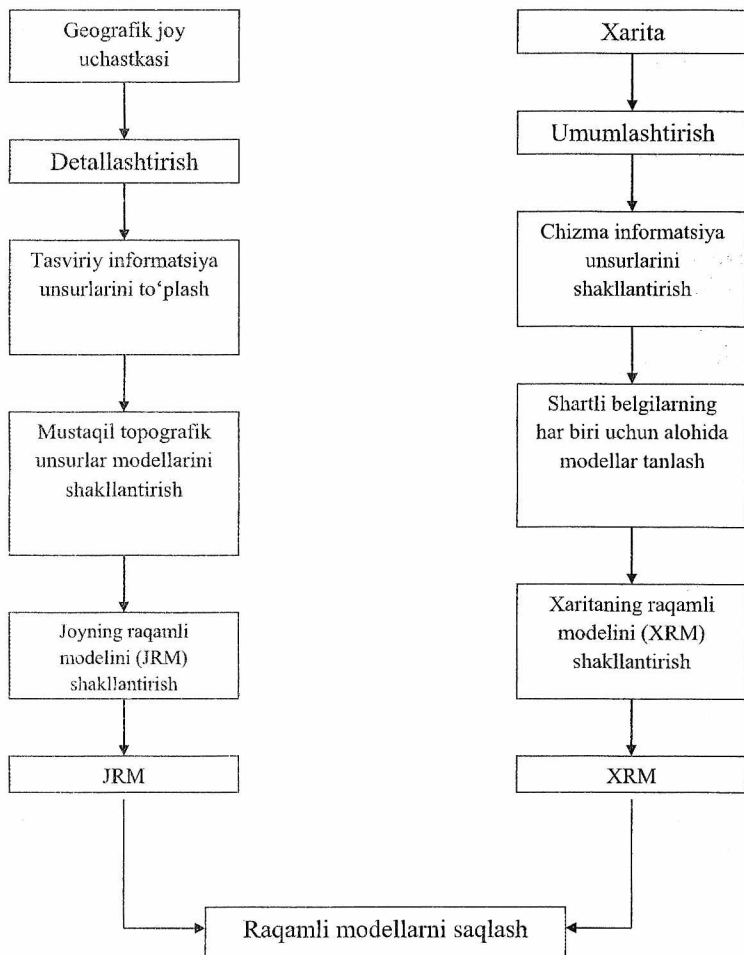 Geografik joy
uchastkasi
Detallashtirish
Tasviriy informatsiya
unsurlarini to‘plash
Mustaqil topografik
unsurlar modellarini
shakllantirish
Joyning raqamli
modelini (JRM)
shakllantirish
JRM
Xarita
Umumlashtirish
Chizma informatsiya
unsurlarini
shakllantirish
Shartli belgilarning
har biri uchun alohida
modellar tanlash
Xaritaning raqamli
modelini (XRM)
shakllantirish
XRM
Raqamli modellarni saqlash